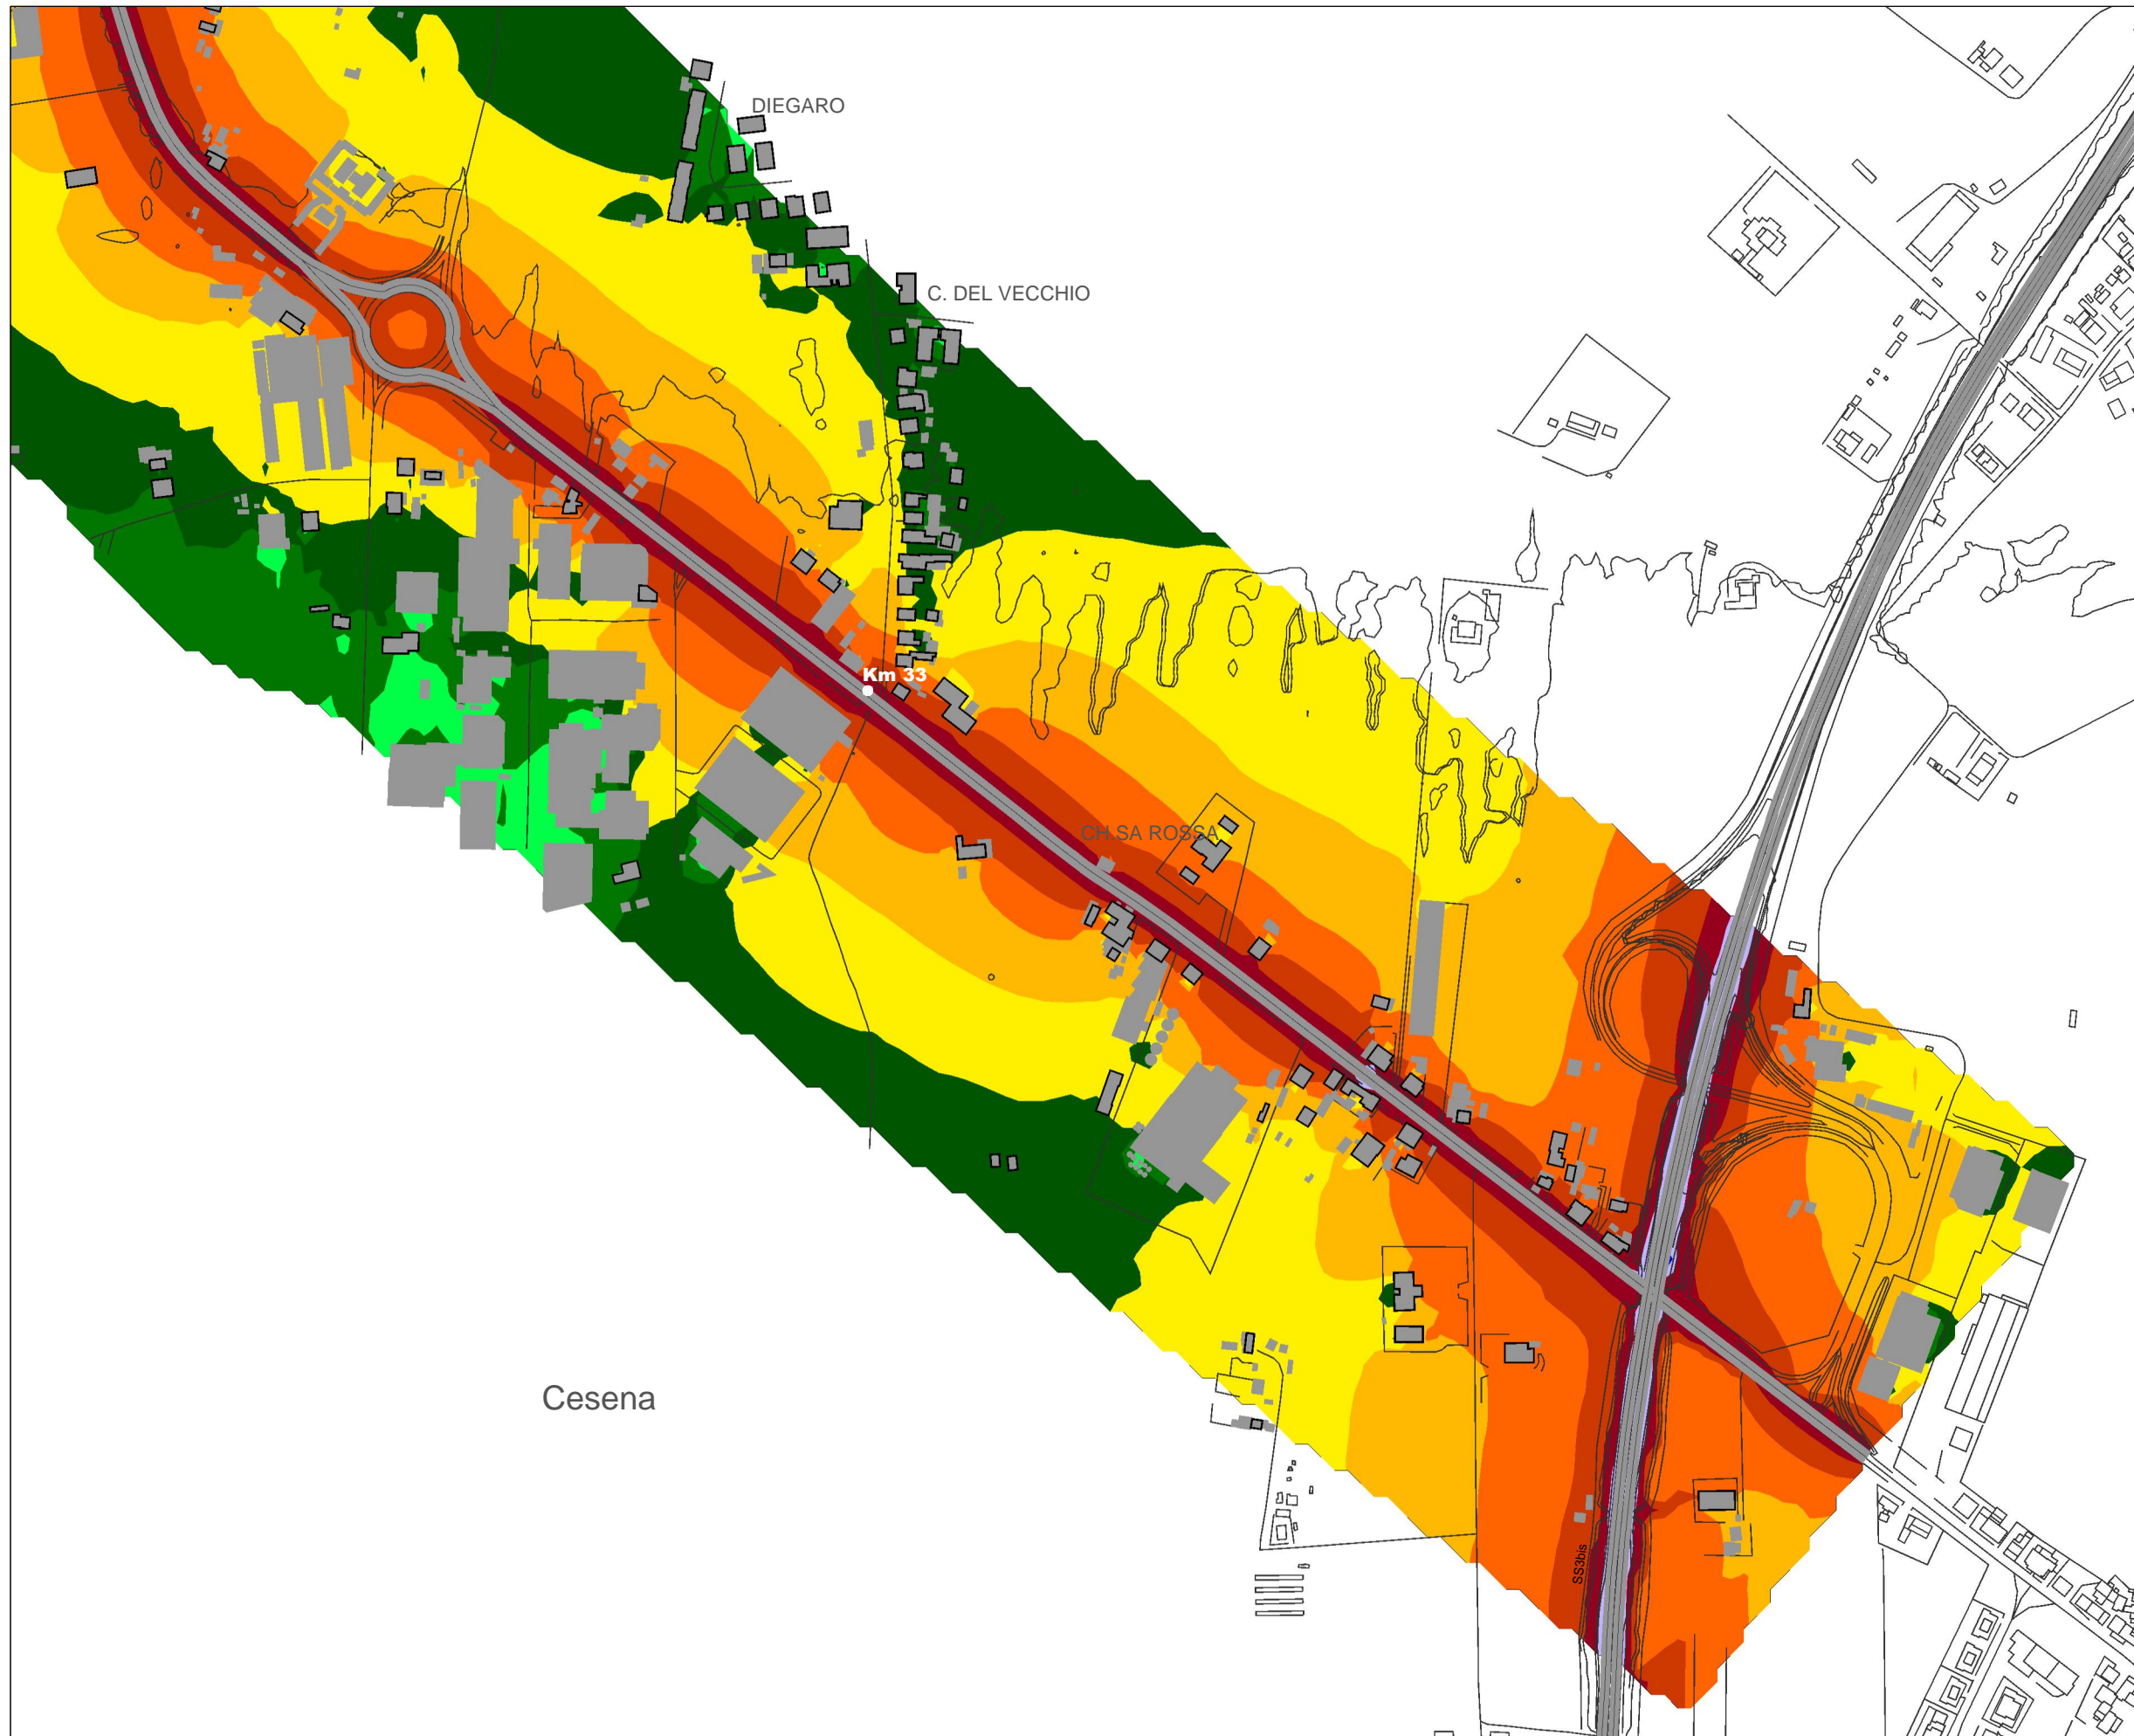 DIEGARO
C. DEL VECCHIO
Km 33
CH.SA ROSSA
Cesena
SS3bis